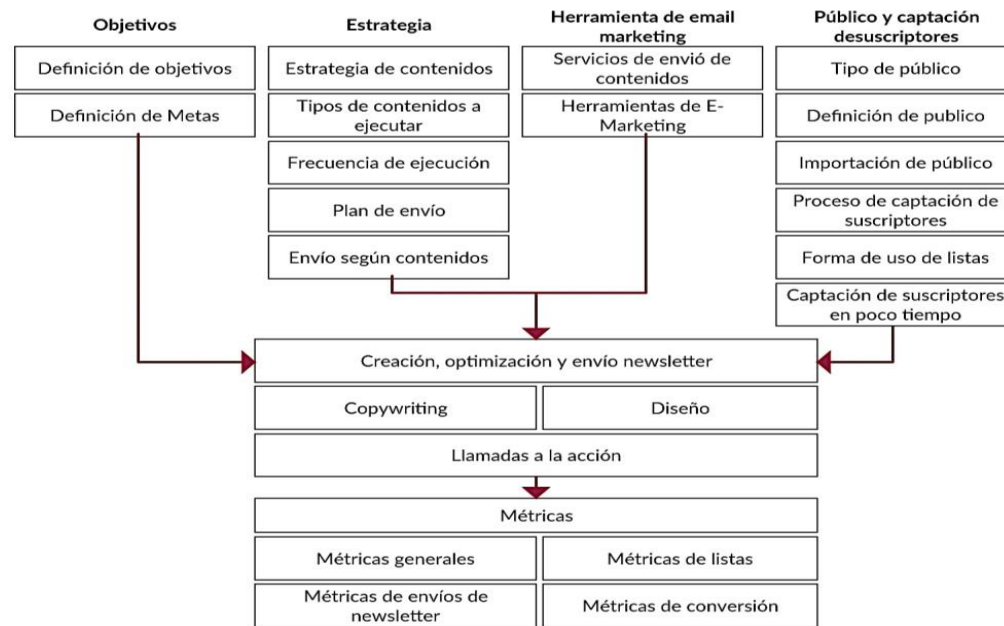 Objetivos
Definición de objetivos
Definición de Metas
Estrategia
Estrategia de contenidos
Tipos de contenidos a
ejecutar
Frecuencia de ejecución
Plan de envío
Envío según contenidos
Herramienta de email
marketing
Servicios de envió de
contenidos
Herramientas de E-
Marketing
Público y captación
desuscriptores
Tipo de público
Definición de publico
Importación de público
Proceso de captación de
suscriptores
Forma de uso de listas
Captación de suscriptores
en poco tiempo
Creación, optimización y envío newsletter
Copywriting
Diseño
Llamadas a la acción
Métricas
Métricas generales
Métricas de listas
Métricas de envíos de
newsletter
Métricas de conversión